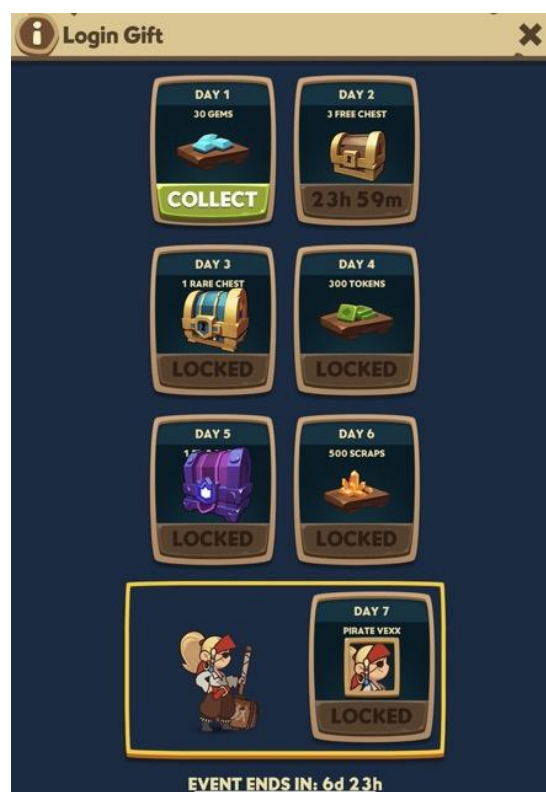 Login Gift
DAY 1
30 GEMS
COLLECT
DAY 2
3 FREE CHEST
23h 59m
DAY 3
1 RARE CHEST
LOCKED
DAY 4
300 TOKENS
LOCKED
DAY 5
LOCKED
DAY 6
500 SCRAPS
LOCKED
DAY 7
PIRATE VEXX
LOCKED
EVENT ENDS IN: 6d 23h